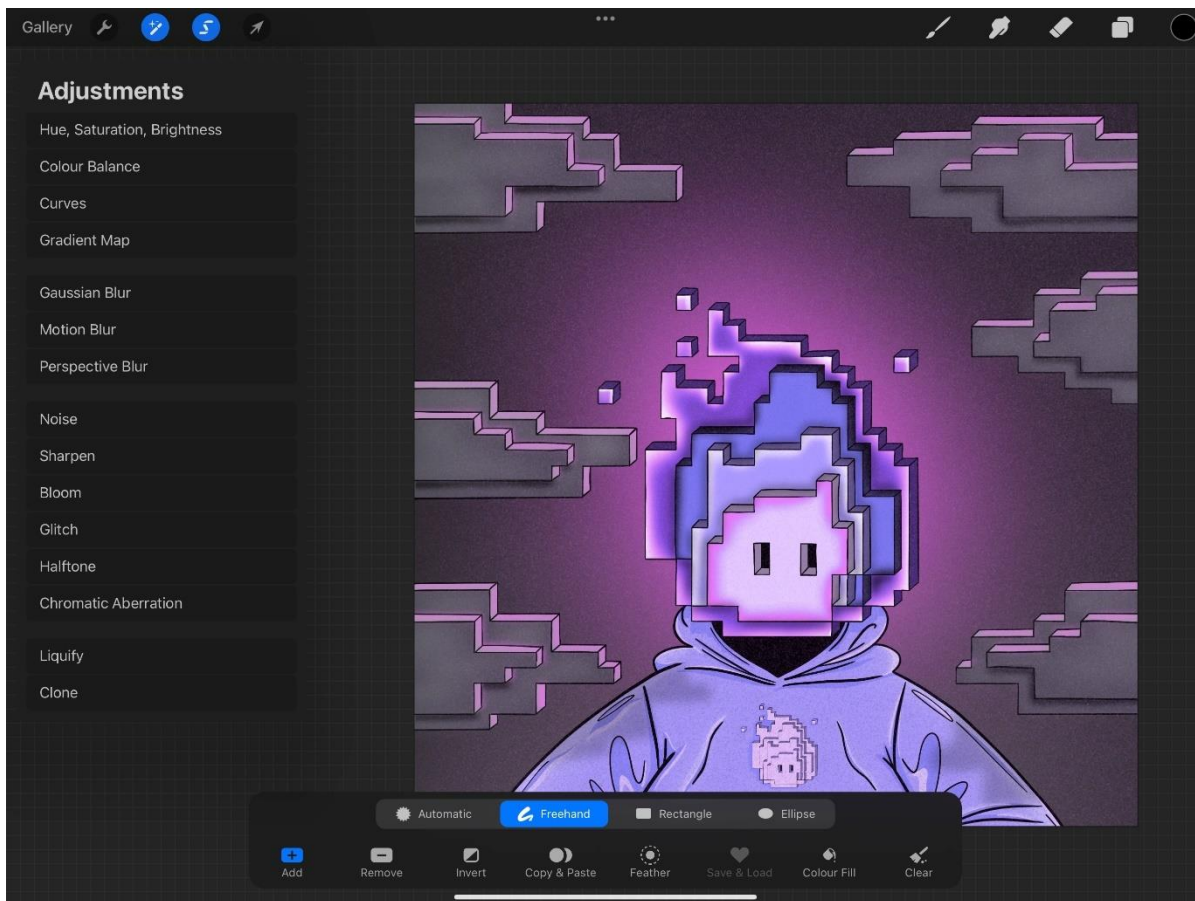 Gallery
Adjustments
Hue, Saturation, Brightness
Colour Balance
Curves
Gradient Map
Gaussian Blur
Motion Blur
Perspective Blur
Noise
Sharpen
Bloom
Glitch
Halftone
Chromatic Aberration
Liquify
Clone
Automatic Freehand Rectangle Ellipse
Add Remove Invert Copy & Paste Feather Save & Load Colour Fill Clear